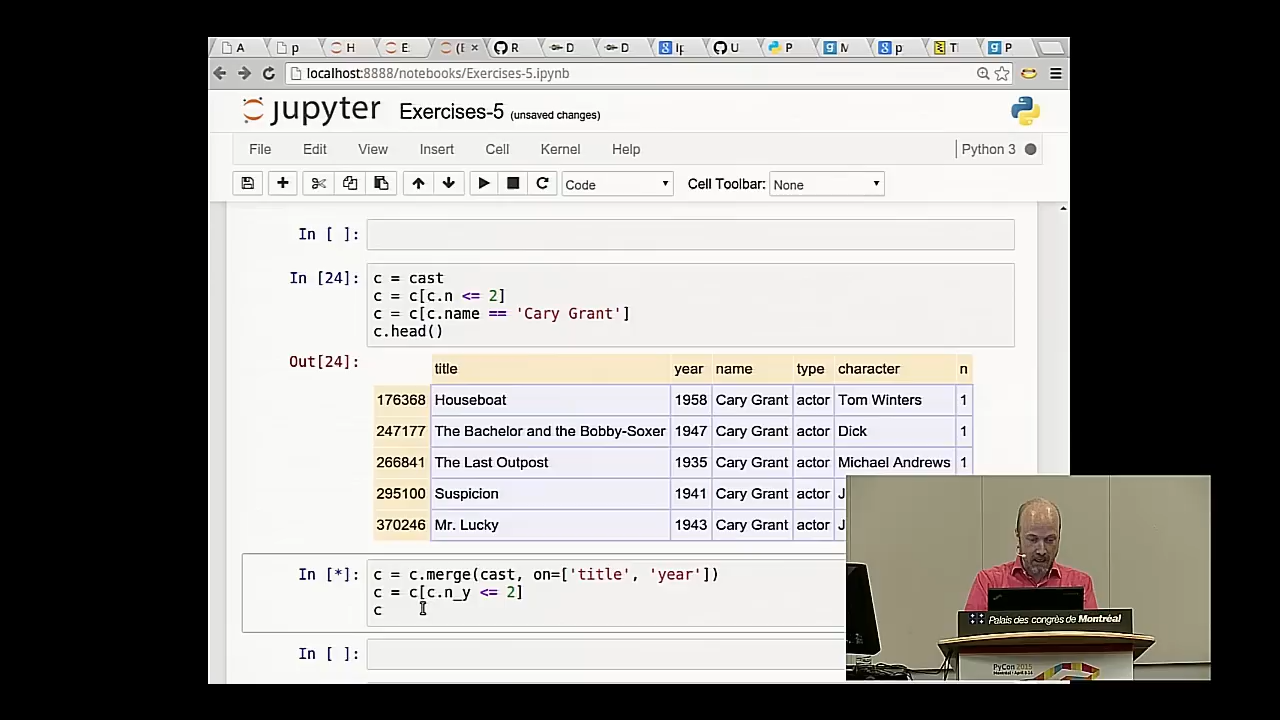 A p H E (E R D D Ip U P M p T P
localhost:8888/notebooks/Exercises-5.ipynb
jupyter Exercises-5 (unsaved changes)
File Edit View Insert Cell Kernel Help Python 3
Code Cell Toolbar: None
In [ ]:
In [24]: c = cast
c = c[c.n <= 2]
c = c[c.name == 'Cary Grant']
c.head()
Out[24]:
title year name type character n
176368 Houseboat 1958 Cary Grant actor Tom Winters 1
247177 The Bachelor and the Bobby-Soxer 1947 Cary Grant actor Dick 1
266841 The Last Outpost 1935 Cary Grant actor Michael Andrews 1
295100 Suspicion 1941 Cary Grant actor J
370246 Mr. Lucky 1943 Cary Grant actor J
In [*]: c = c.merge(cast, on=['title', 'year'])
c = c[c.n_y <= 2]
c
In [ ]:
Palais des congrès de Montréal
PyCon 2015